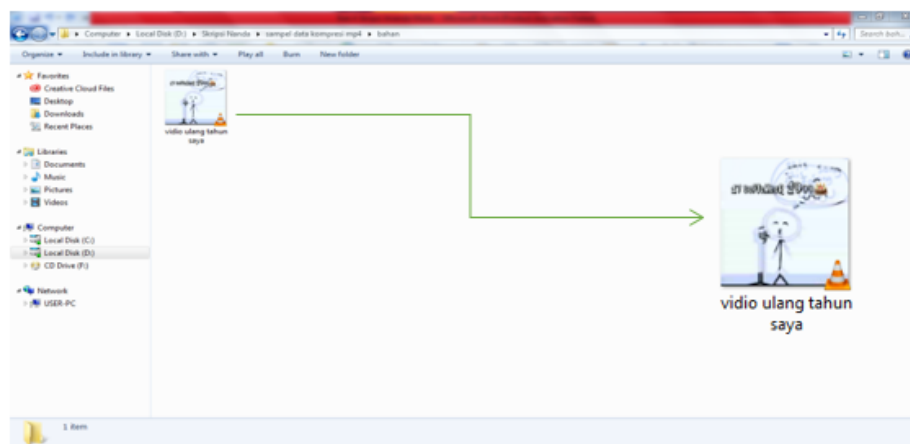 Computer ▸ Local Disk (D:) ▸ Skripsi Nanda ▸ sampel data kompresi mp4 ▸ bahan
Search bah...
Organize Include in library Share with Play all Burn New folder
Favorites
Creative Cloud Files
Desktop
Downloads
Recent Places
Libraries
Documents
Music
Pictures
Videos
Computer
Local Disk (C:)
Local Disk (D:)
CD Drive (F:)
Network
USER-PC
vidio ulang tahun
saya
vidio ulang tahun
saya
1 item